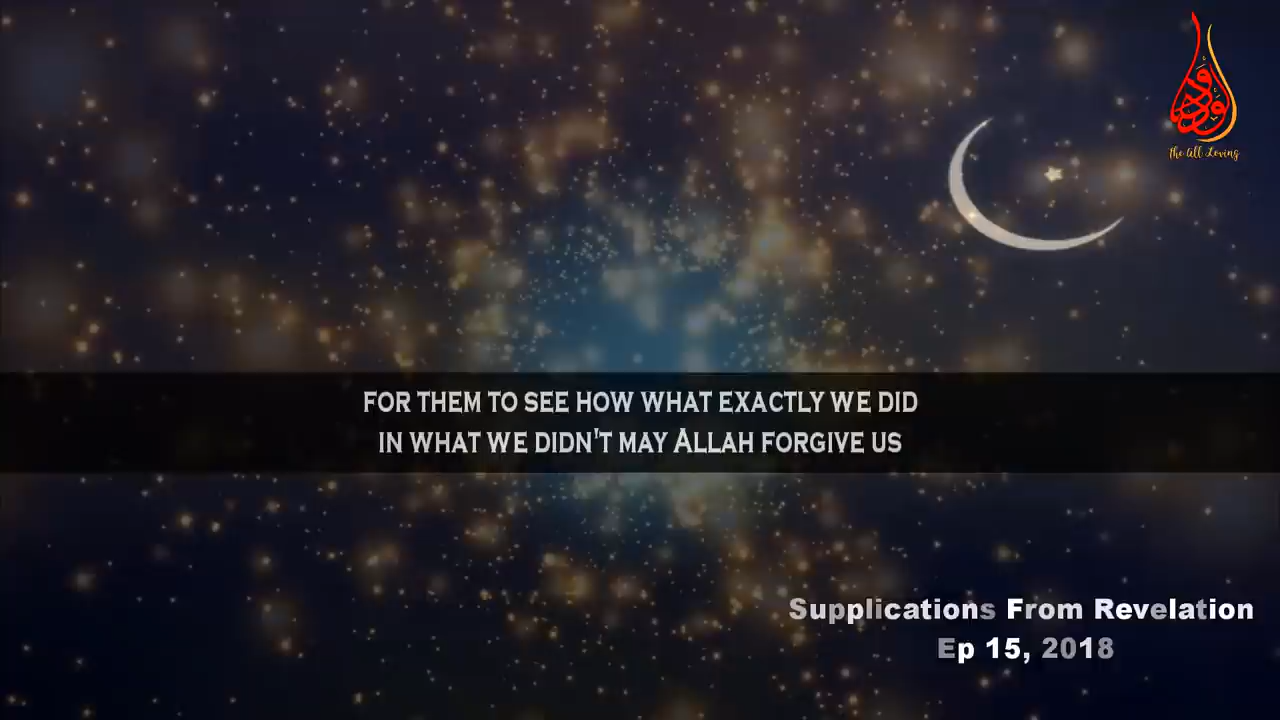 الودود
The All Loving
FOR THEM TO SEE HOW WHAT EXACTLY WE DID
IN WHAT WE DIDN'T MAY ALLAH FORGIVE US
Supplications From Revelation
Ep 15, 2018